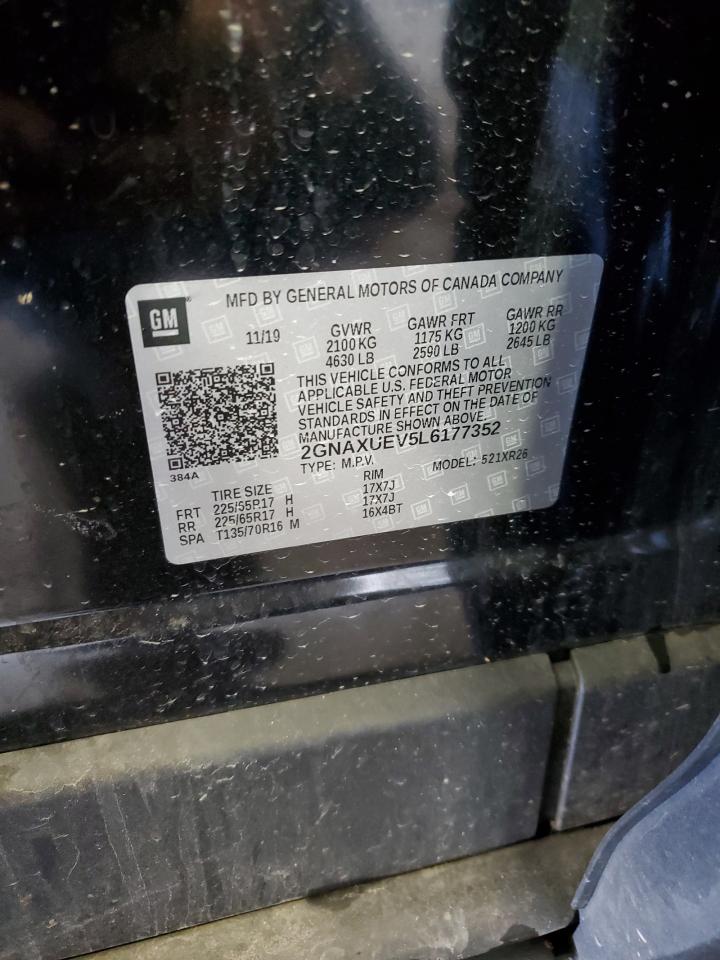 MFD BY GENERAL MOTORS OF CANADA COMPANY
GM
11/19 GVWR GAWR FRT GAWR RR
2100 KG 1175 KG 1200 KG
4630 LB 2590 LB 2645 LB
THIS VEHICLE CONFORMS TO ALL
APPLICABLE U.S. FEDERAL MOTOR
VEHICLE SAFETY AND THEFT PREVENTION
STANDARDS IN EFFECT ON THE DATE OF
MANUFACTURE SHOWN ABOVE.
2GNAXUEV5L6177352
TYPE: M.P.V. MODEL: 521XR26
384A
TIRE SIZE RIM
FRT 225/65R17 H 17X7J
RR 225/65R17 H 17X7J
SPA T135/70R16 M 16X4BT